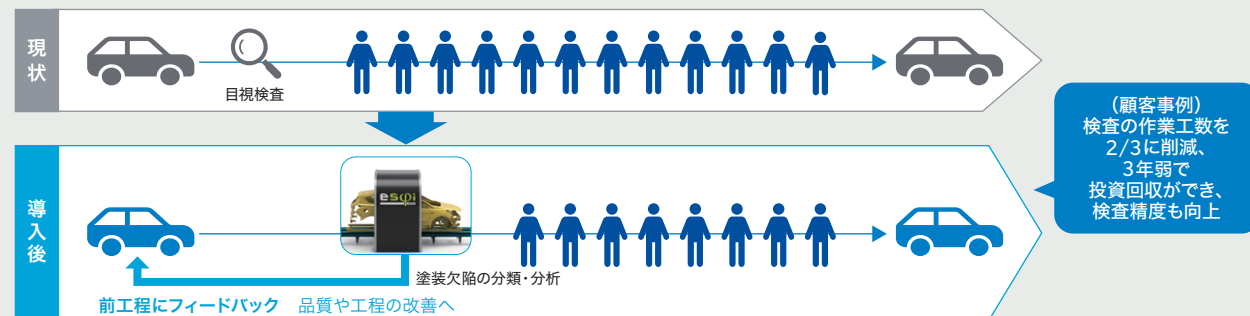 現状
目視検査
(顧客事例)
検査の作業工数を
2/3に削減、
3年弱で
投資回収ができ、
検査精度も向上
導入後
esφi
塗装欠陥の分類・分析
前工程にフィードバック 品質や工程の改善へ